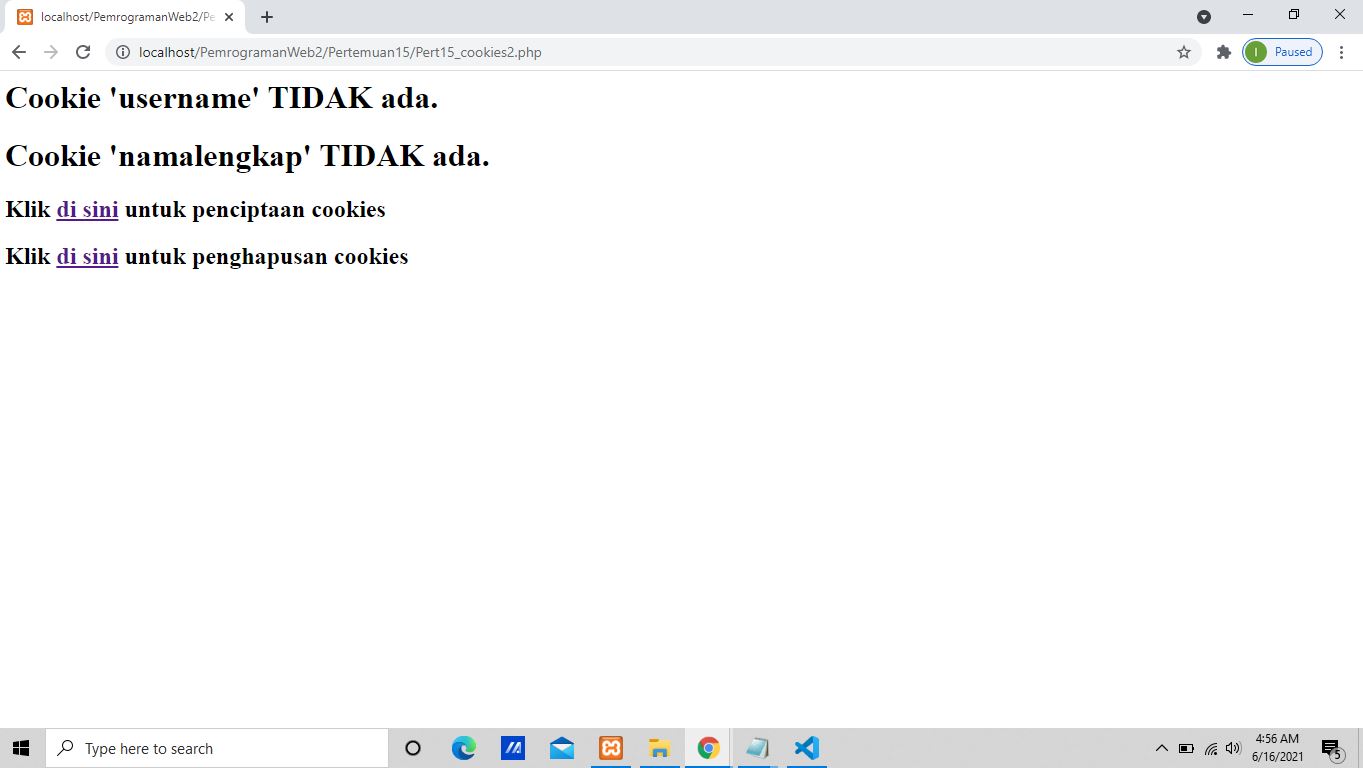 localhost/PemrogramanWeb2/Pe
localhost/PemrogramanWeb2/Pertemuan15/Pert15_cookies2.php
I
Paused
Cookie 'username' TIDAK ada.
Cookie 'namalengkap' TIDAK ada.
Klik di sini untuk penciptaan cookies
Klik di sini untuk penghapusan cookies
Type here to search
4:56 AM
6/16/2021
5